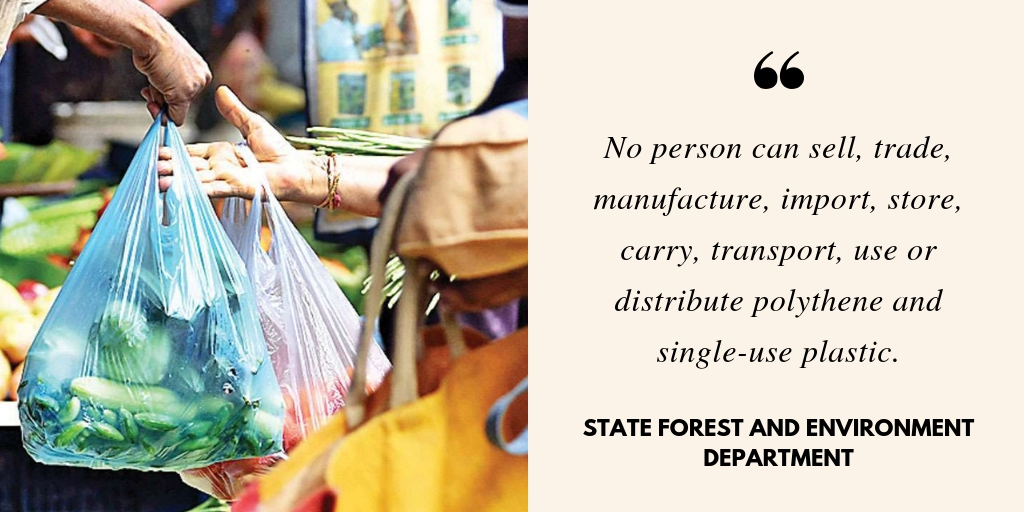 ❝
No person can sell, trade,
manufacture, import, store,
carry, transport, use or
distribute polythene and
single-use plastic.
STATE FOREST AND ENVIRONMENT
DEPARTMENT